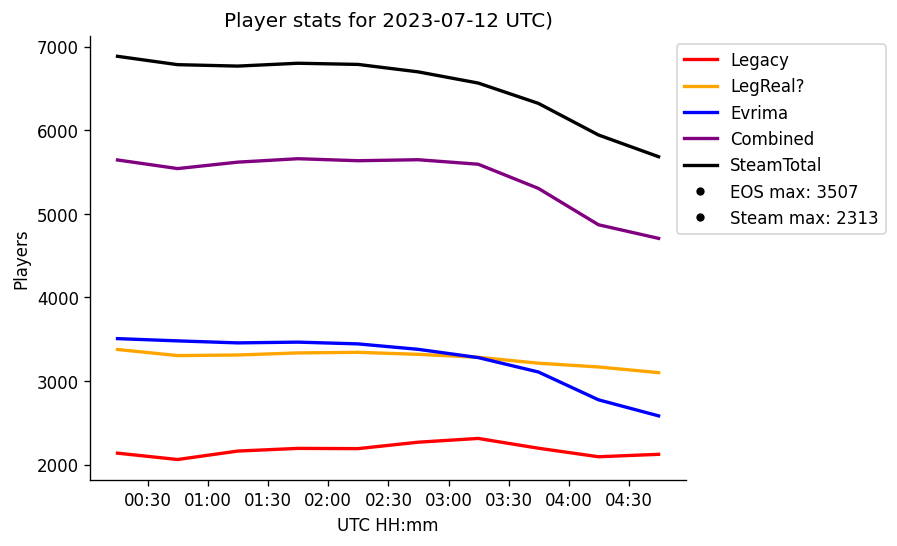 Player stats for 2023-07-12 UTC)
Legacy
LegReal?
Evrima
Combined
SteamTotal
EOS max: 3507
Steam max: 2313
7000
6000
5000
4000
3000
2000
Players
00:30 01:00 01:30 02:00 02:30 03:00 03:30 04:00 04:30
UTC HH:mm